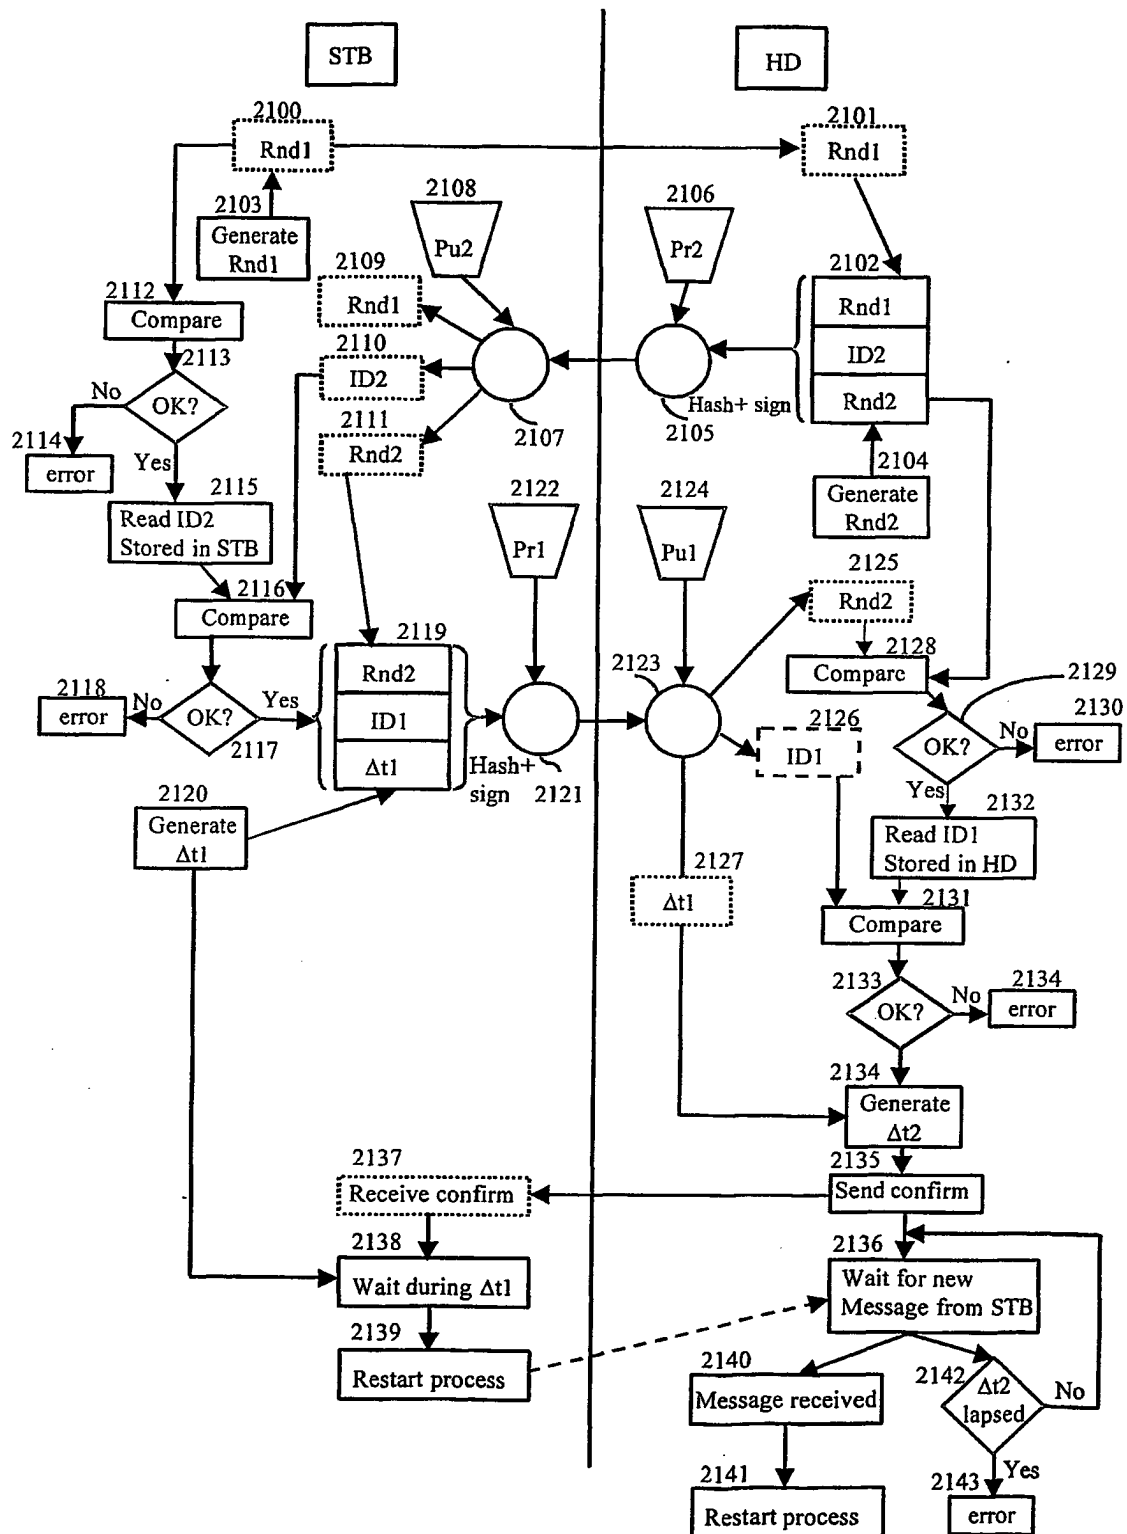 STB
HD
2100
2101
Rnd1
Rnd1
2103
Generate
Rnd1
2108
Pu2
2106
Pr2
2102
Rnd1
ID2
Rnd2
2109
Rnd1
2110
ID2
2111
Rnd2
2112
Compare
2113
OK?
No
2114
error
Yes
2107
2105
Hash+ sign
2104
Generate
Rnd2
2115
Read ID2
Stored in STB
2122
Pr1
2124
Pu1
2125
Rnd2
2116
Compare
2119
Rnd2
ID1
Δt1
2123
2128
Compare
2129
2118
error
No
OK?
Yes
2117
Hash+
sign
2121
2126
ID1
OK?
No
2130
error
Yes
2120
Generate
Δt1
2132
Read ID1
Stored in HD
2127
Δt1
2131
Compare
2133
OK?
No
2134
error
2134
Generate
Δt2
2137
Receive confirm
2135
Send confirm
2138
Wait during Δt1
2136
Wait for new
Message from STB
2139
Restart process
2140
Message received
2142
Δt2
lapsed
No
2141
Restart process
Yes
2143
error